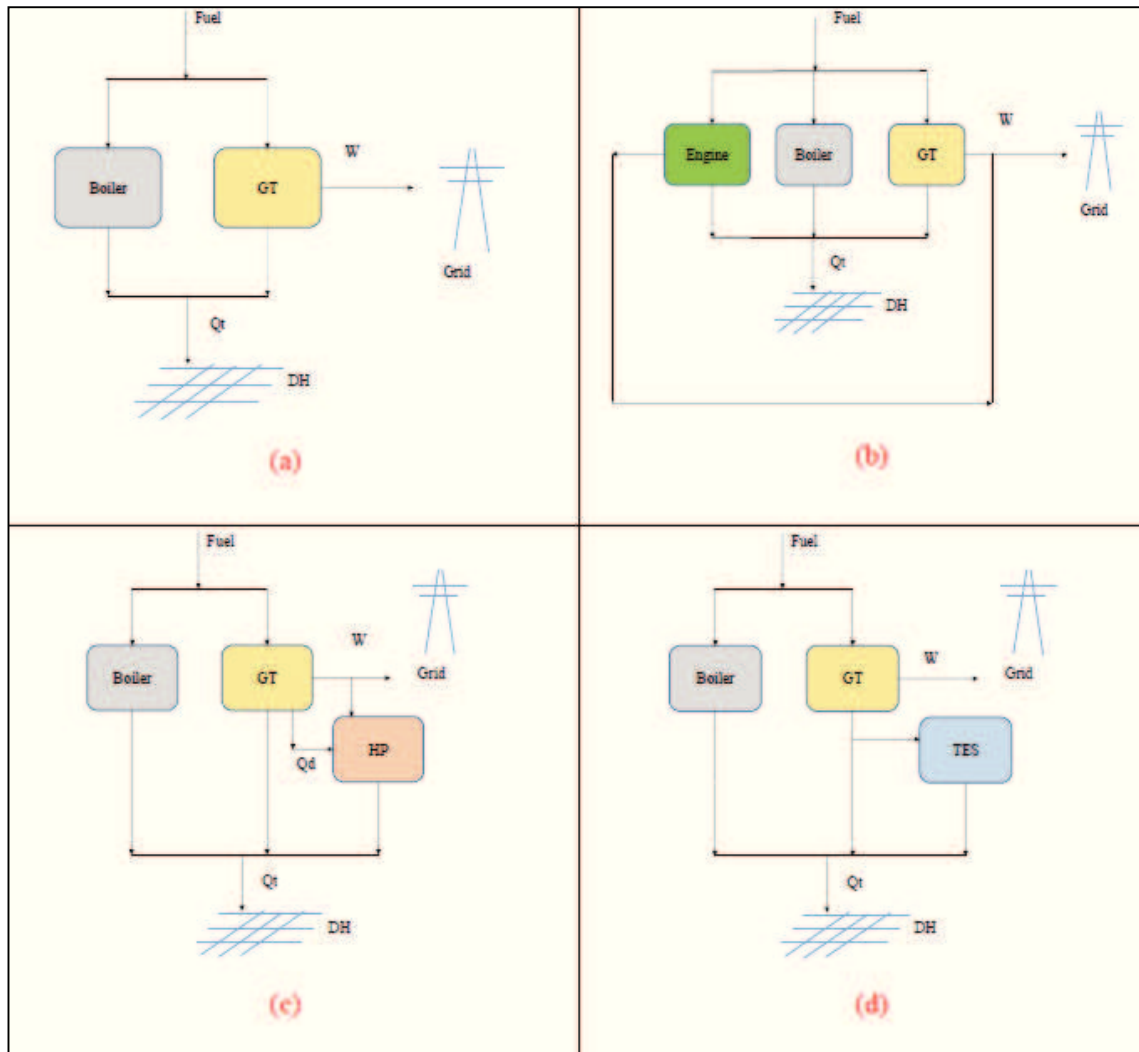 Fuel
Boiler
GT
W
Grid
Qt
DH
(a)
Fuel
Engine
Boiler
GT
W
Grid
Qt
DH
(b)
Fuel
Boiler
GT
W
Grid
HP
Qd
Qt
DH
(c)
Fuel
Boiler
GT
W
Grid
TES
Qt
DH
(d)